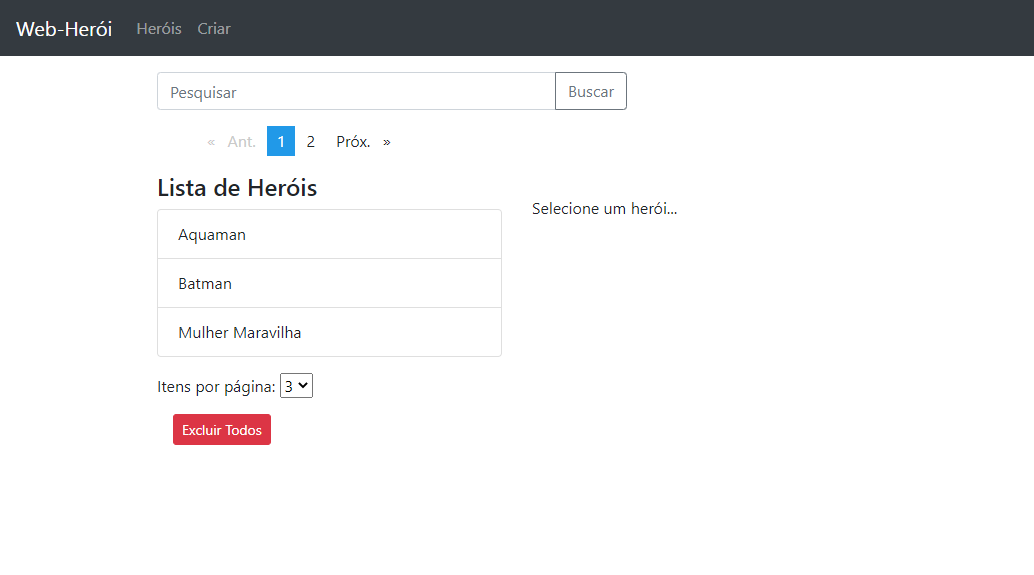 Web-Herói Heróis Criar
Pesquisar Buscar
« Ant. 1 2 Próx. »
Lista de Heróis
Selecione um herói...
Aquaman
Batman
Mulher Maravilha
Itens por página: 3
Excluir Todos